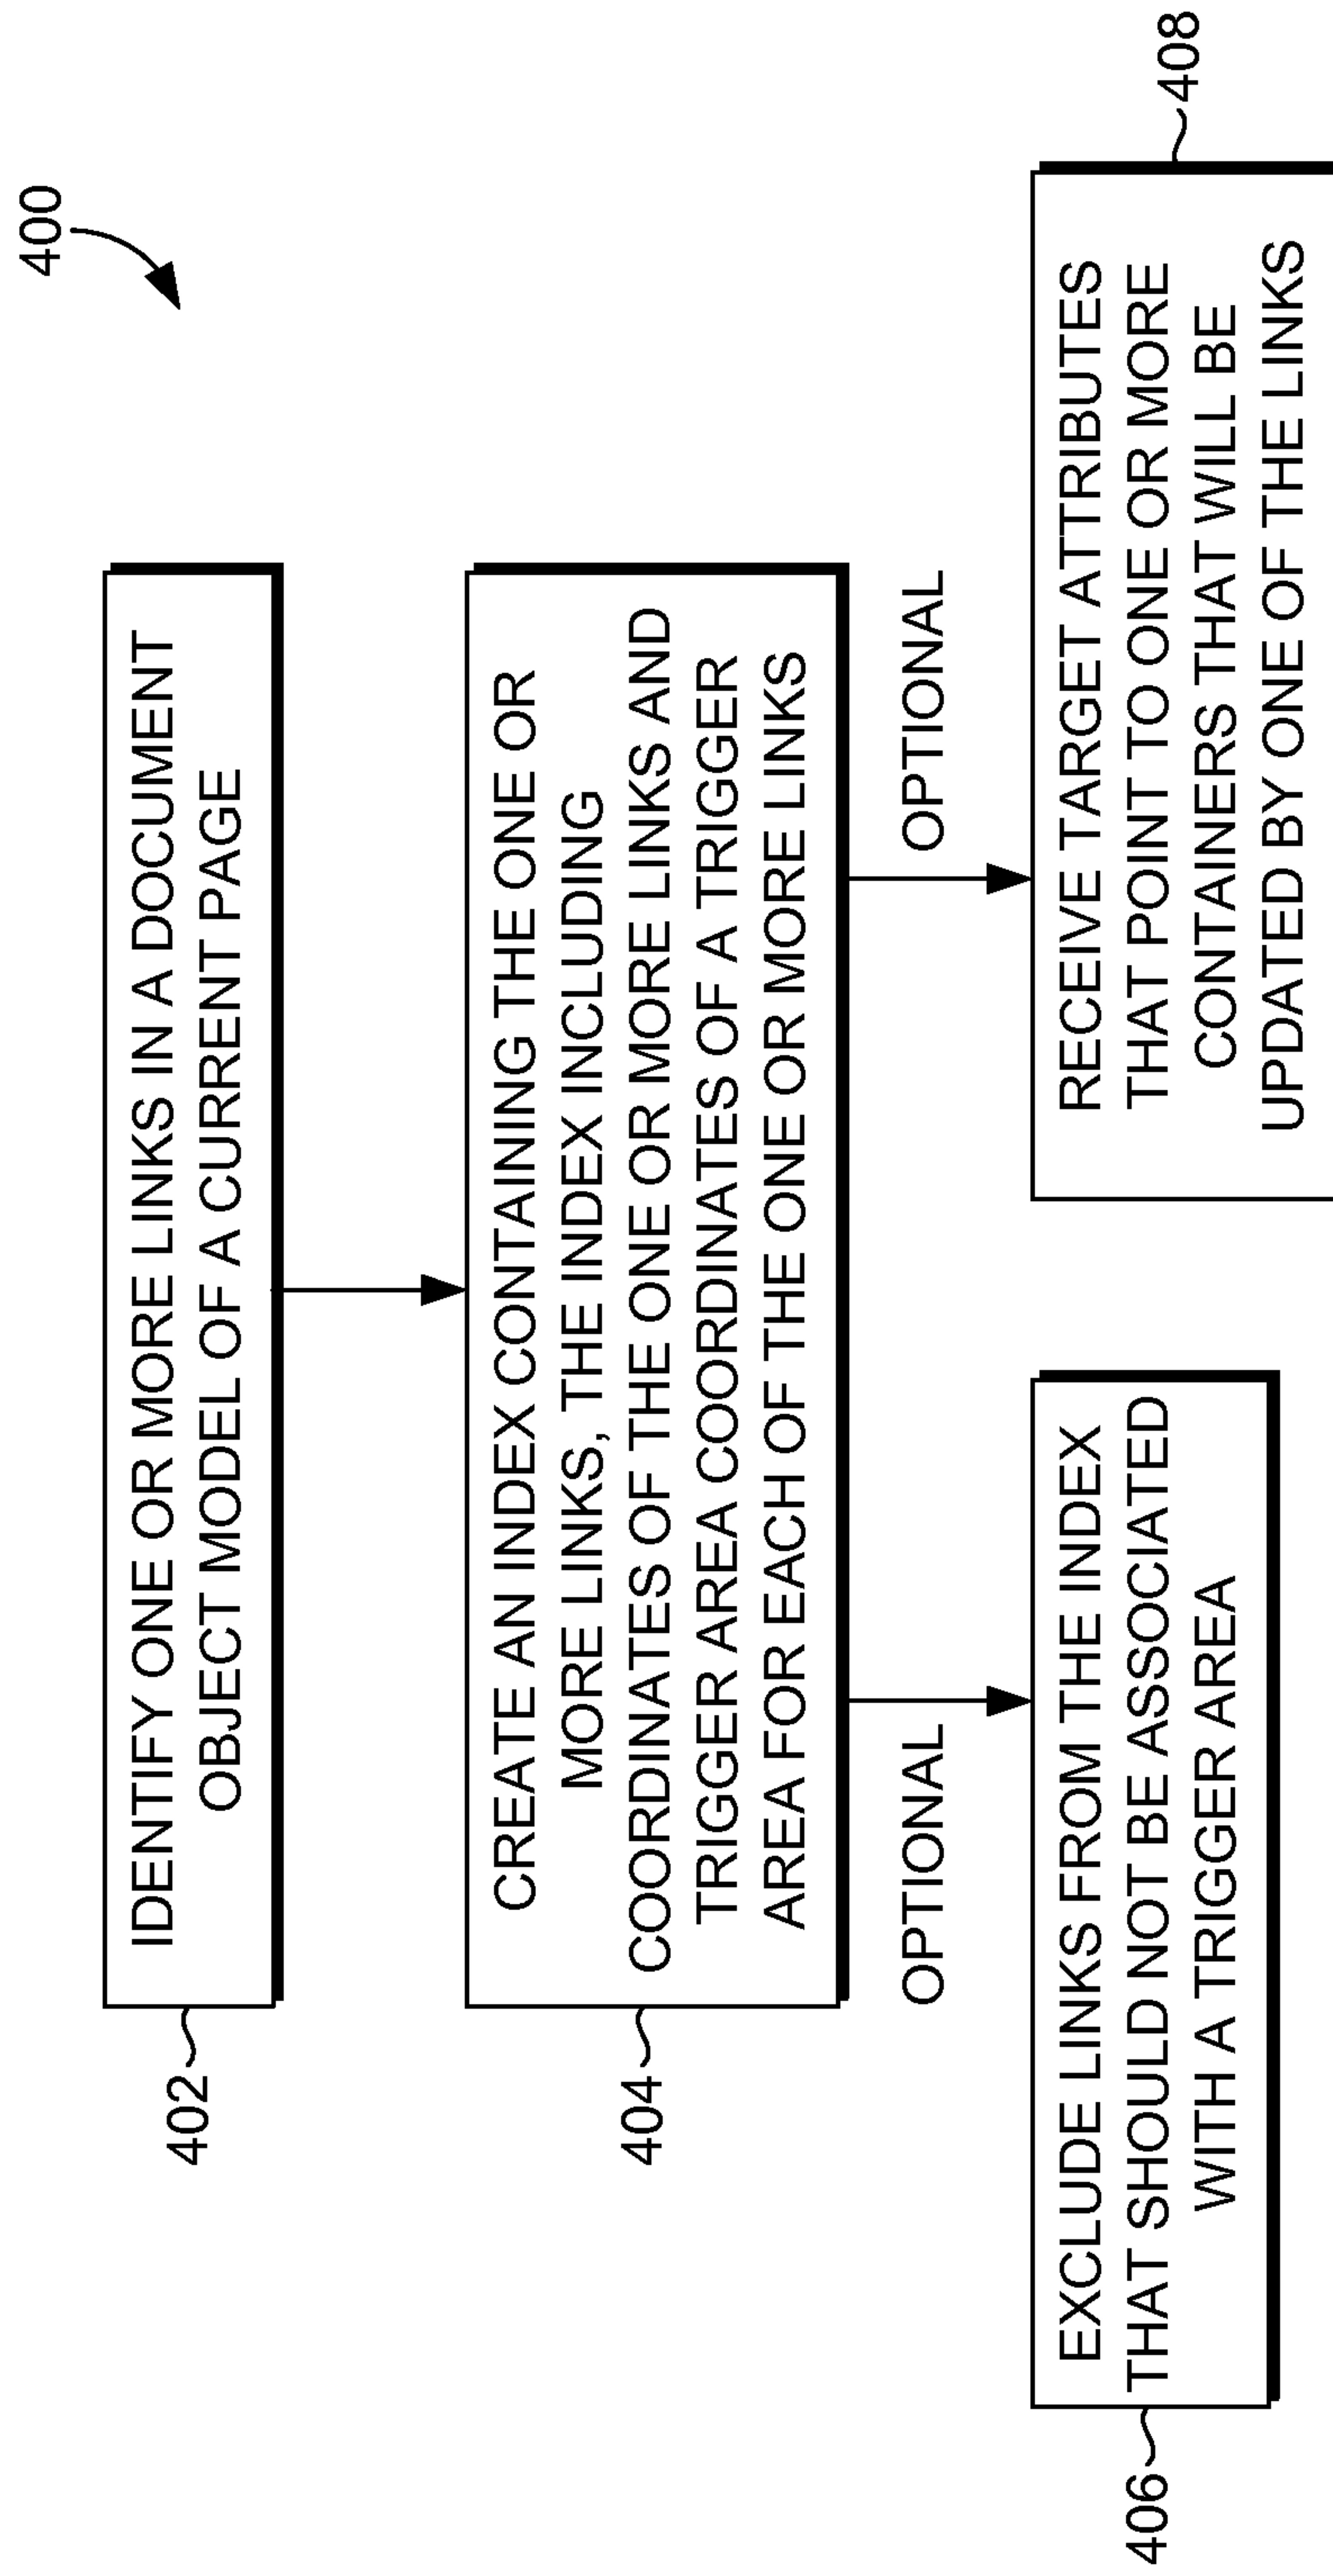 400
IDENTIFY ONE OR MORE LINKS IN A DOCUMENT
OBJECT MODEL OF A CURRENT PAGE
402
CREATE AN INDEX CONTAINING THE ONE OR
MORE LINKS, THE INDEX INCLUDING
COORDINATES OF THE ONE OR MORE LINKS AND
TRIGGER AREA COORDINATES OF A TRIGGER
AREA FOR EACH OF THE ONE OR MORE LINKS
404
OPTIONAL
OPTIONAL
EXCLUDE LINKS FROM THE INDEX
THAT SHOULD NOT BE ASSOCIATED
WITH A TRIGGER AREA
406
RECEIVE TARGET ATTRIBUTES
THAT POINT TO ONE OR MORE
CONTAINERS THAT WILL BE
UPDATED BY ONE OF THE LINKS
408